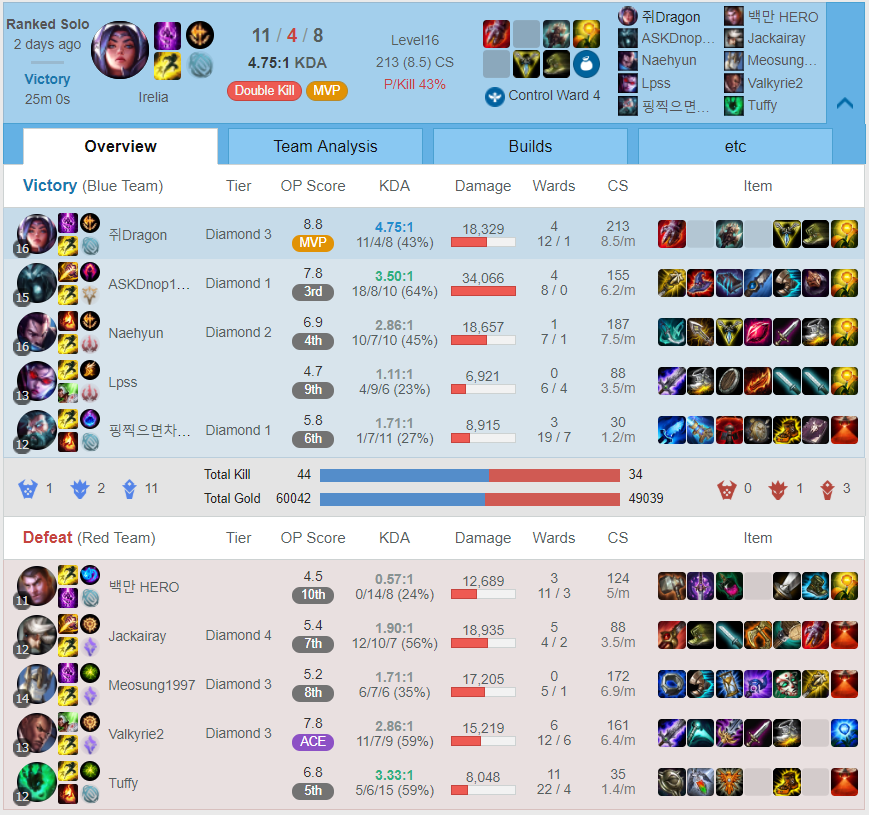 Ranked Solo
2 days ago
Victory
25m 0s
Irelia
11 / 4 / 8
4.75:1 KDA
Double Kill MVP
Level16
213 (8.5) CS
P/Kill 43%
Control Ward 4
쥐Dragon
ASKDnop...
Naehyun
Lpss
핑찍으면...
백만 HERO
Jackairay
Meosung...
Valkyrie2
Tuffy
Overview Team Analysis Builds etc
Victory (Blue Team) Tier OP Score KDA Damage Wards CS Item
16 쥐Dragon Diamond 3 8.8 MVP 4.75:1 11/4/8 (43%) 18,329 4 12 / 1 213 8.5/m
15 ASKDnop1... Diamond 1 7.8 3rd 3.50:1 18/8/10 (64%) 34,066 4 8 / 0 155 6.2/m
16 Naehyun Diamond 2 6.9 4th 2.86:1 10/7/10 (45%) 18,657 1 7 / 1 187 7.5/m
13 Lpss 4.7 9th 1.11:1 4/9/6 (23%) 6,921 0 6 / 4 88 3.5/m
12 핑찍으면차... Diamond 1 5.8 6th 1.71:1 1/7/11 (27%) 8,915 3 19 / 7 30 1.2/m
1 2 11 Total Kill 44 34 0 1 3
Total Gold 60042 49039
Defeat (Red Team) Tier OP Score KDA Damage Wards CS Item
11 백만 HERO 4.5 10th 0.57:1 0/14/8 (24%) 12,689 3 11 / 3 124 5/m
12 Jackairay Diamond 4 5.4 7th 1.90:1 12/10/7 (56%) 18,935 5 4 / 2 88 3.5/m
14 Meosung1997 Diamond 3 5.2 8th 1.71:1 6/7/6 (35%) 17,205 0 5 / 1 172 6.9/m
13 Valkyrie2 Diamond 3 7.8 ACE 2.86:1 11/7/9 (59%) 15,219 6 12 / 6 161 6.4/m
12 Tuffy 6.8 5th 3.33:1 5/6/15 (59%) 8,048 11 22 / 4 35 1.4/m